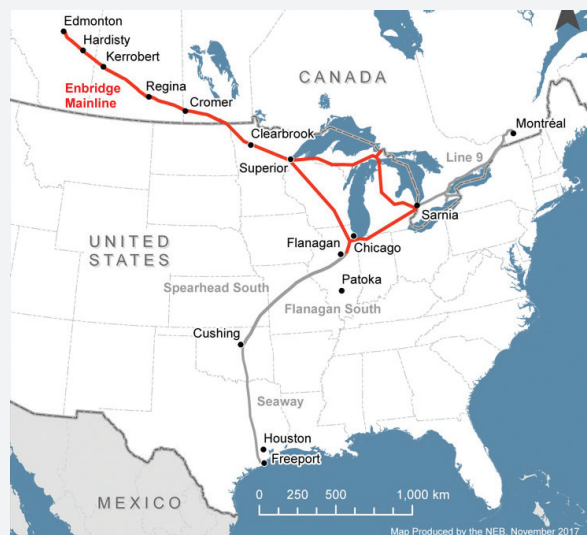 Edmonton
Hardisty
Kerrobert
Enbridge
Mainline
Regina
Cromer
CANADA
Clearbrook
Superior
Montréal
Line 9
Sarnia
UNITED
STATES
Flanagan
Chicago
Spearhead South
Patoka
Flanagan South
Cushing
Seaway
Houston
Freeport
MEXICO
0 250 500 1,000 km
Map Produced by the NEB, November 2017